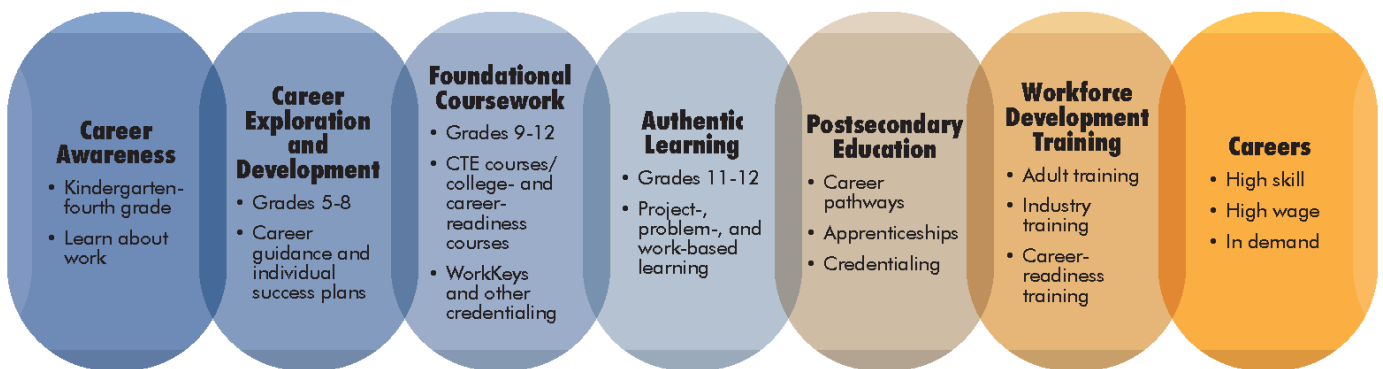 Career
Awareness
• Kindergarten-
fourth grade
• Learn about
work
Career
Exploration
and
Development
• Grades 5-8
• Career
guidance and
individual
success plans
Foundational
Coursework
• Grades 9-12
• CTE courses/
college- and
career-
readiness
courses
• WorkKeys
and other
credentialing
Authentic
Learning
• Grades 11-12
• Project-,
problem-, and
work-based
learning
Postsecondary
Education
• Career
pathways
• Apprenticeships
• Credentialing
Workforce
Development
Training
• Adult training
• Industry
training
• Career-
readiness
training
Careers
• High skill
• High wage
• In demand